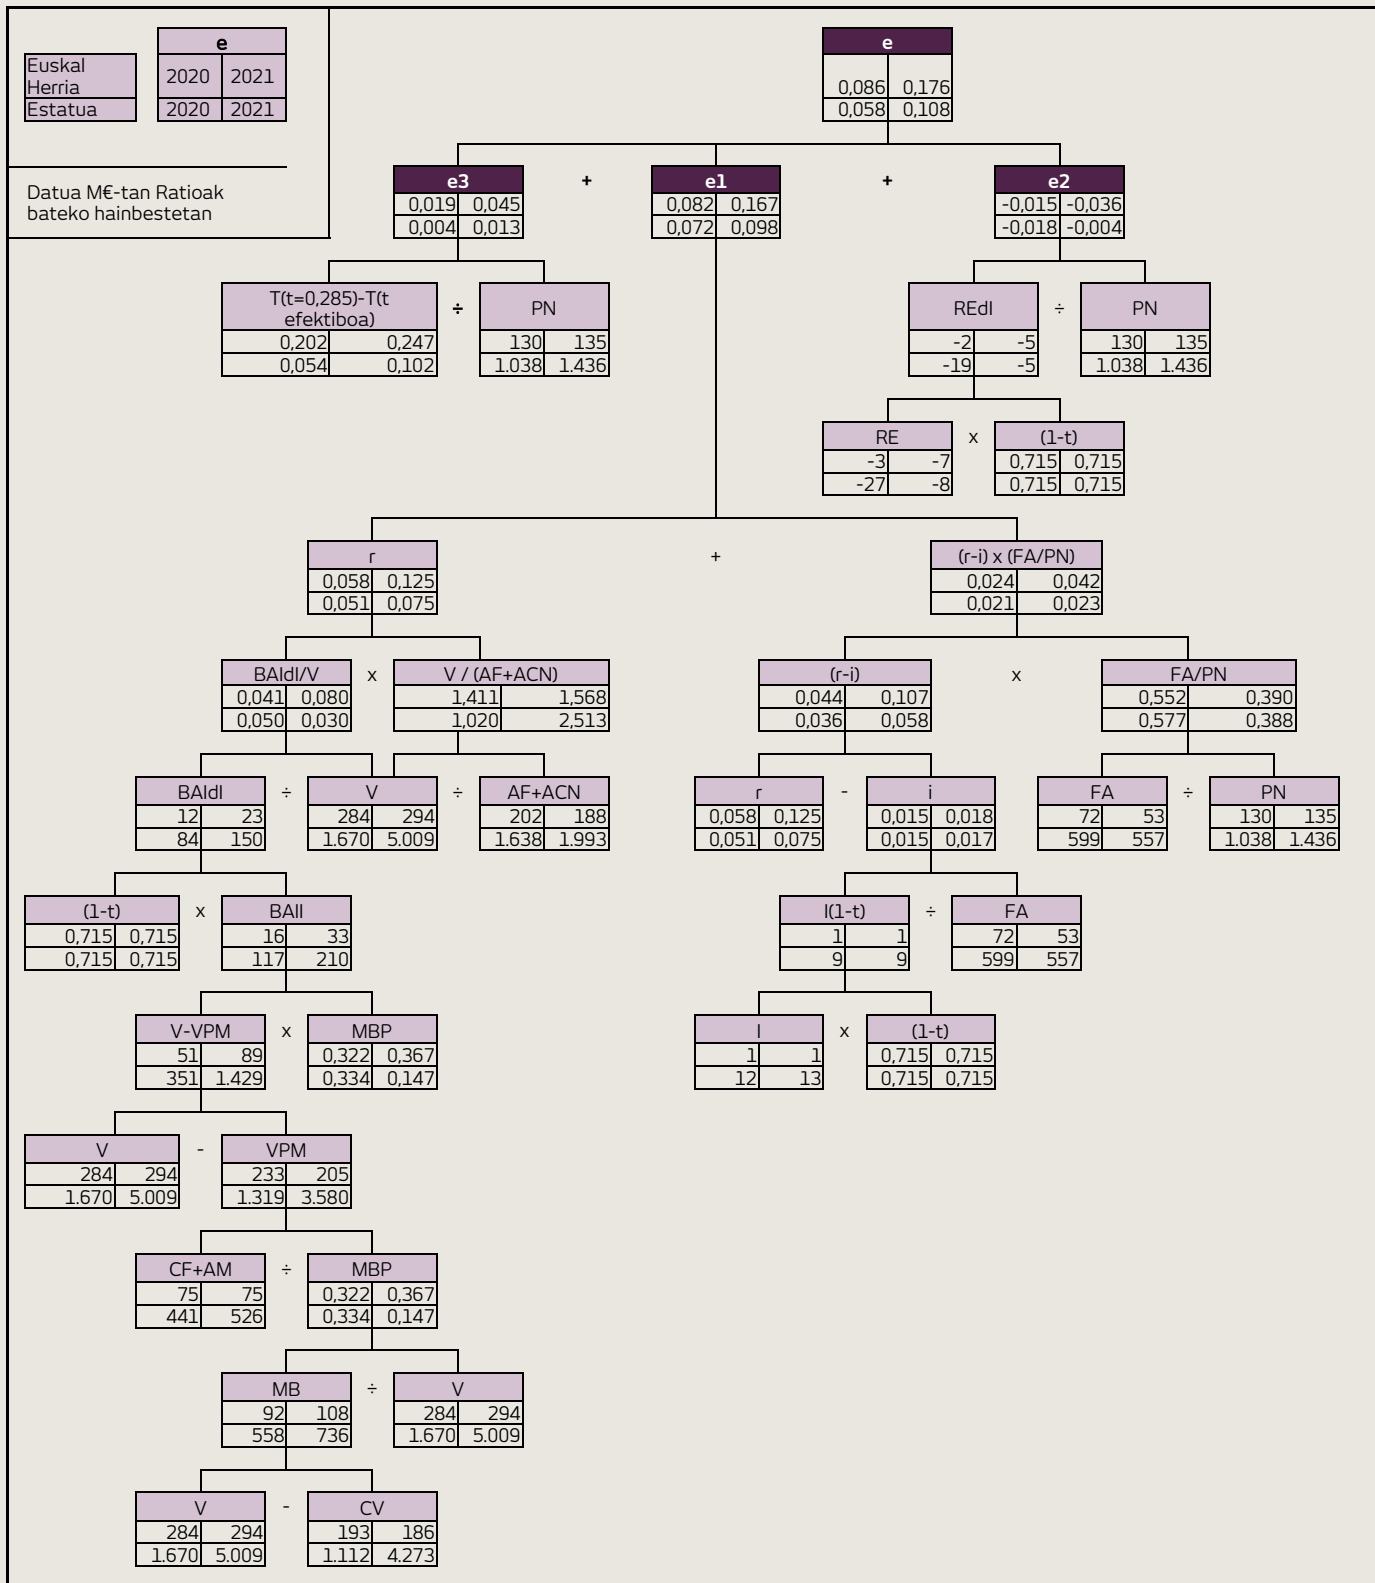 e
Euskal
Herria
2020 2021
Estatua 2020 2021
Datua M€-tan Ratioak
bateko hainbestetan
e
0,086 0,176
0,058 0,108
e3 + e1 + e2
0,019 0,045 0,082 0,167 -0,015 -0,036
0,004 0,013 0,072 0,098 -0,018 -0,004
T(t=0,285)-T(t
efektiboa)
÷ PN REdI ÷ PN
0,202 0,247 130 135 -2 -5 130 135
0,054 0,102 1.038 1.436 -19 -5 1.038 1.436
RE x (1-t)
-3 -7 0,715 0,715
-27 -8 0,715 0,715
r + (r-i) x (FA/PN)
0,058 0,125 0,024 0,042
0,051 0,075 0,021 0,023
BAIdI/V x V / (AF+ACN) (r-i) x FA/PN
0,041 0,080 1,411 1,568 0,044 0,107 0,552 0,390
0,050 0,030 1,020 2,513 0,036 0,058 0,577 0,388
BAIdI ÷ V ÷ AF+ACN r - i FA ÷ PN
12 23 284 294 202 188 0,058 0,125 0,015 0,018 72 53 130 135
84 150 1.670 5.009 1.638 1.993 0,051 0,075 0,015 0,017 599 557 1.038 1.436
(1-t) x BAII I(1-t) ÷ FA
0,715 0,715 16 33 1 1 72 53
0,715 0,715 117 210 9 9 599 557
V-VPM x MBP I x (1-t)
51 89 0,322 0,367 1 1 0,715 0,715
351 1.429 0,334 0,147 12 13 0,715 0,715
V - VPM
284 294 233 205
1.670 5.009 1.319 3.580
CF+AM ÷ MBP
75 75 0,322 0,367
441 526 0,334 0,147
MB ÷ V
92 108 284 294
558 736 1.670 5.009
V - CV
284 294 193 186
1.670 5.009 1.112 4.273